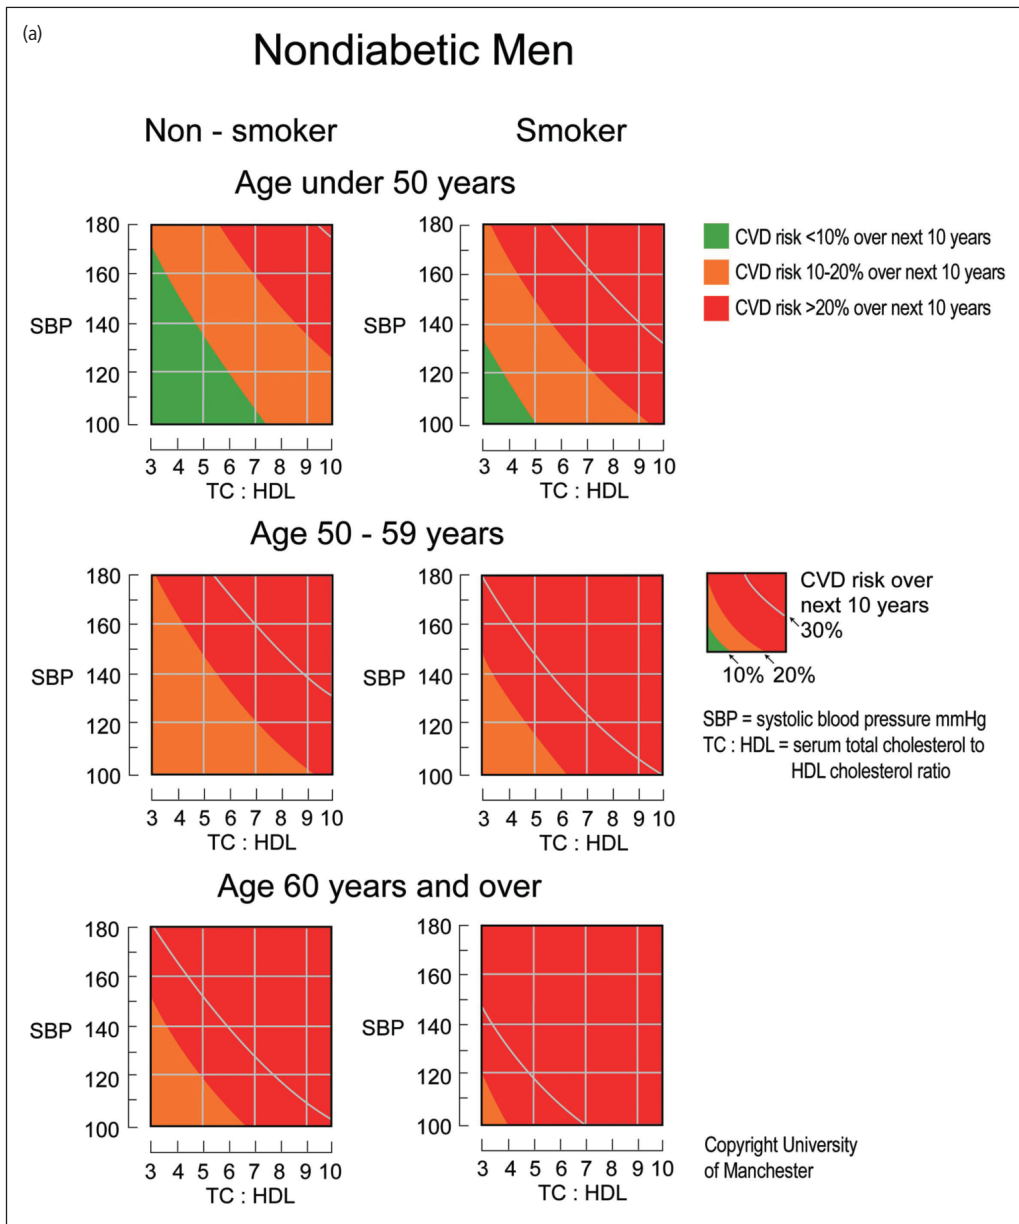 (a)
Nondiabetic Men
Non - smoker
Smoker
Age under 50 years
180
160
SBP
140
120
100
3 4 5 6 7 8 9 10
TC : HDL
180
160
SBP
140
120
100
3 4 5 6 7 8 9 10
TC : HDL
CVD risk <10% over next 10 years
CVD risk 10-20% over next 10 years
CVD risk >20% over next 10 years
Age 50 - 59 years
180
160
SBP
140
120
100
3 4 5 6 7 8 9 10
TC : HDL
180
160
SBP
140
120
100
3 4 5 6 7 8 9 10
TC : HDL
CVD risk over
next 10 years
30%
10% 20%
SBP = systolic blood pressure mmHg
TC : HDL = serum total cholesterol to
HDL cholesterol ratio
Age 60 years and over
180
160
SBP
140
120
100
3 4 5 6 7 8 9 10
TC : HDL
180
160
SBP
140
120
100
3 4 5 6 7 8 9 10
TC : HDL
Copyright University
of Manchester